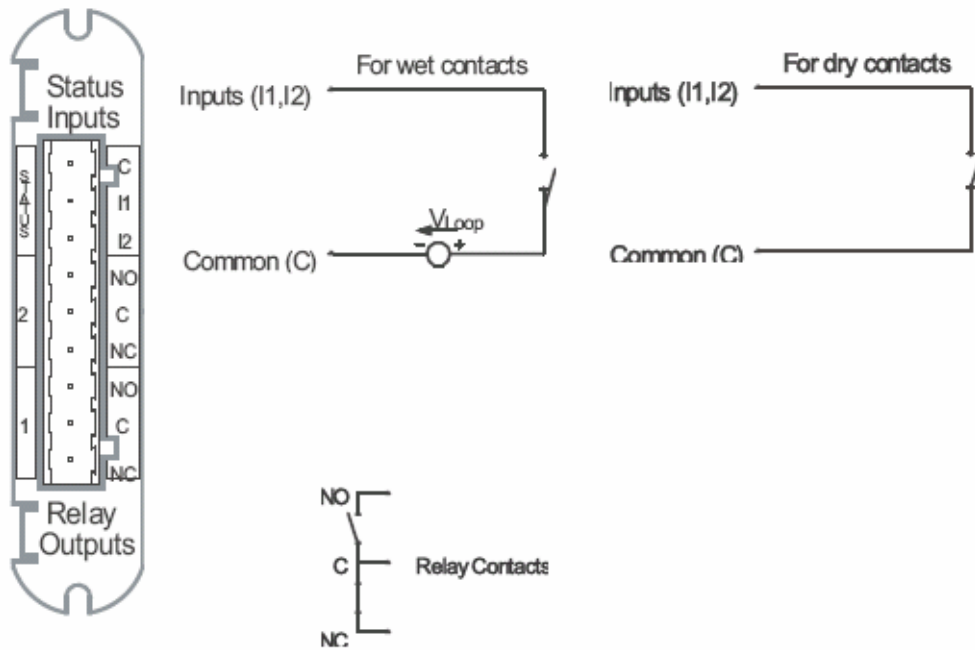 Status
Inputs
STATUS
C
I1
I2
2
NO
C
NC
1
NO
C
NC
Relay
Outputs
For wet contacts
Inputs (I1,I2)
VLoop
- +
Common (C)
For dry contacts
Inputs (I1,I2)
Common (C)
NO
C
Relay Contacts
NC